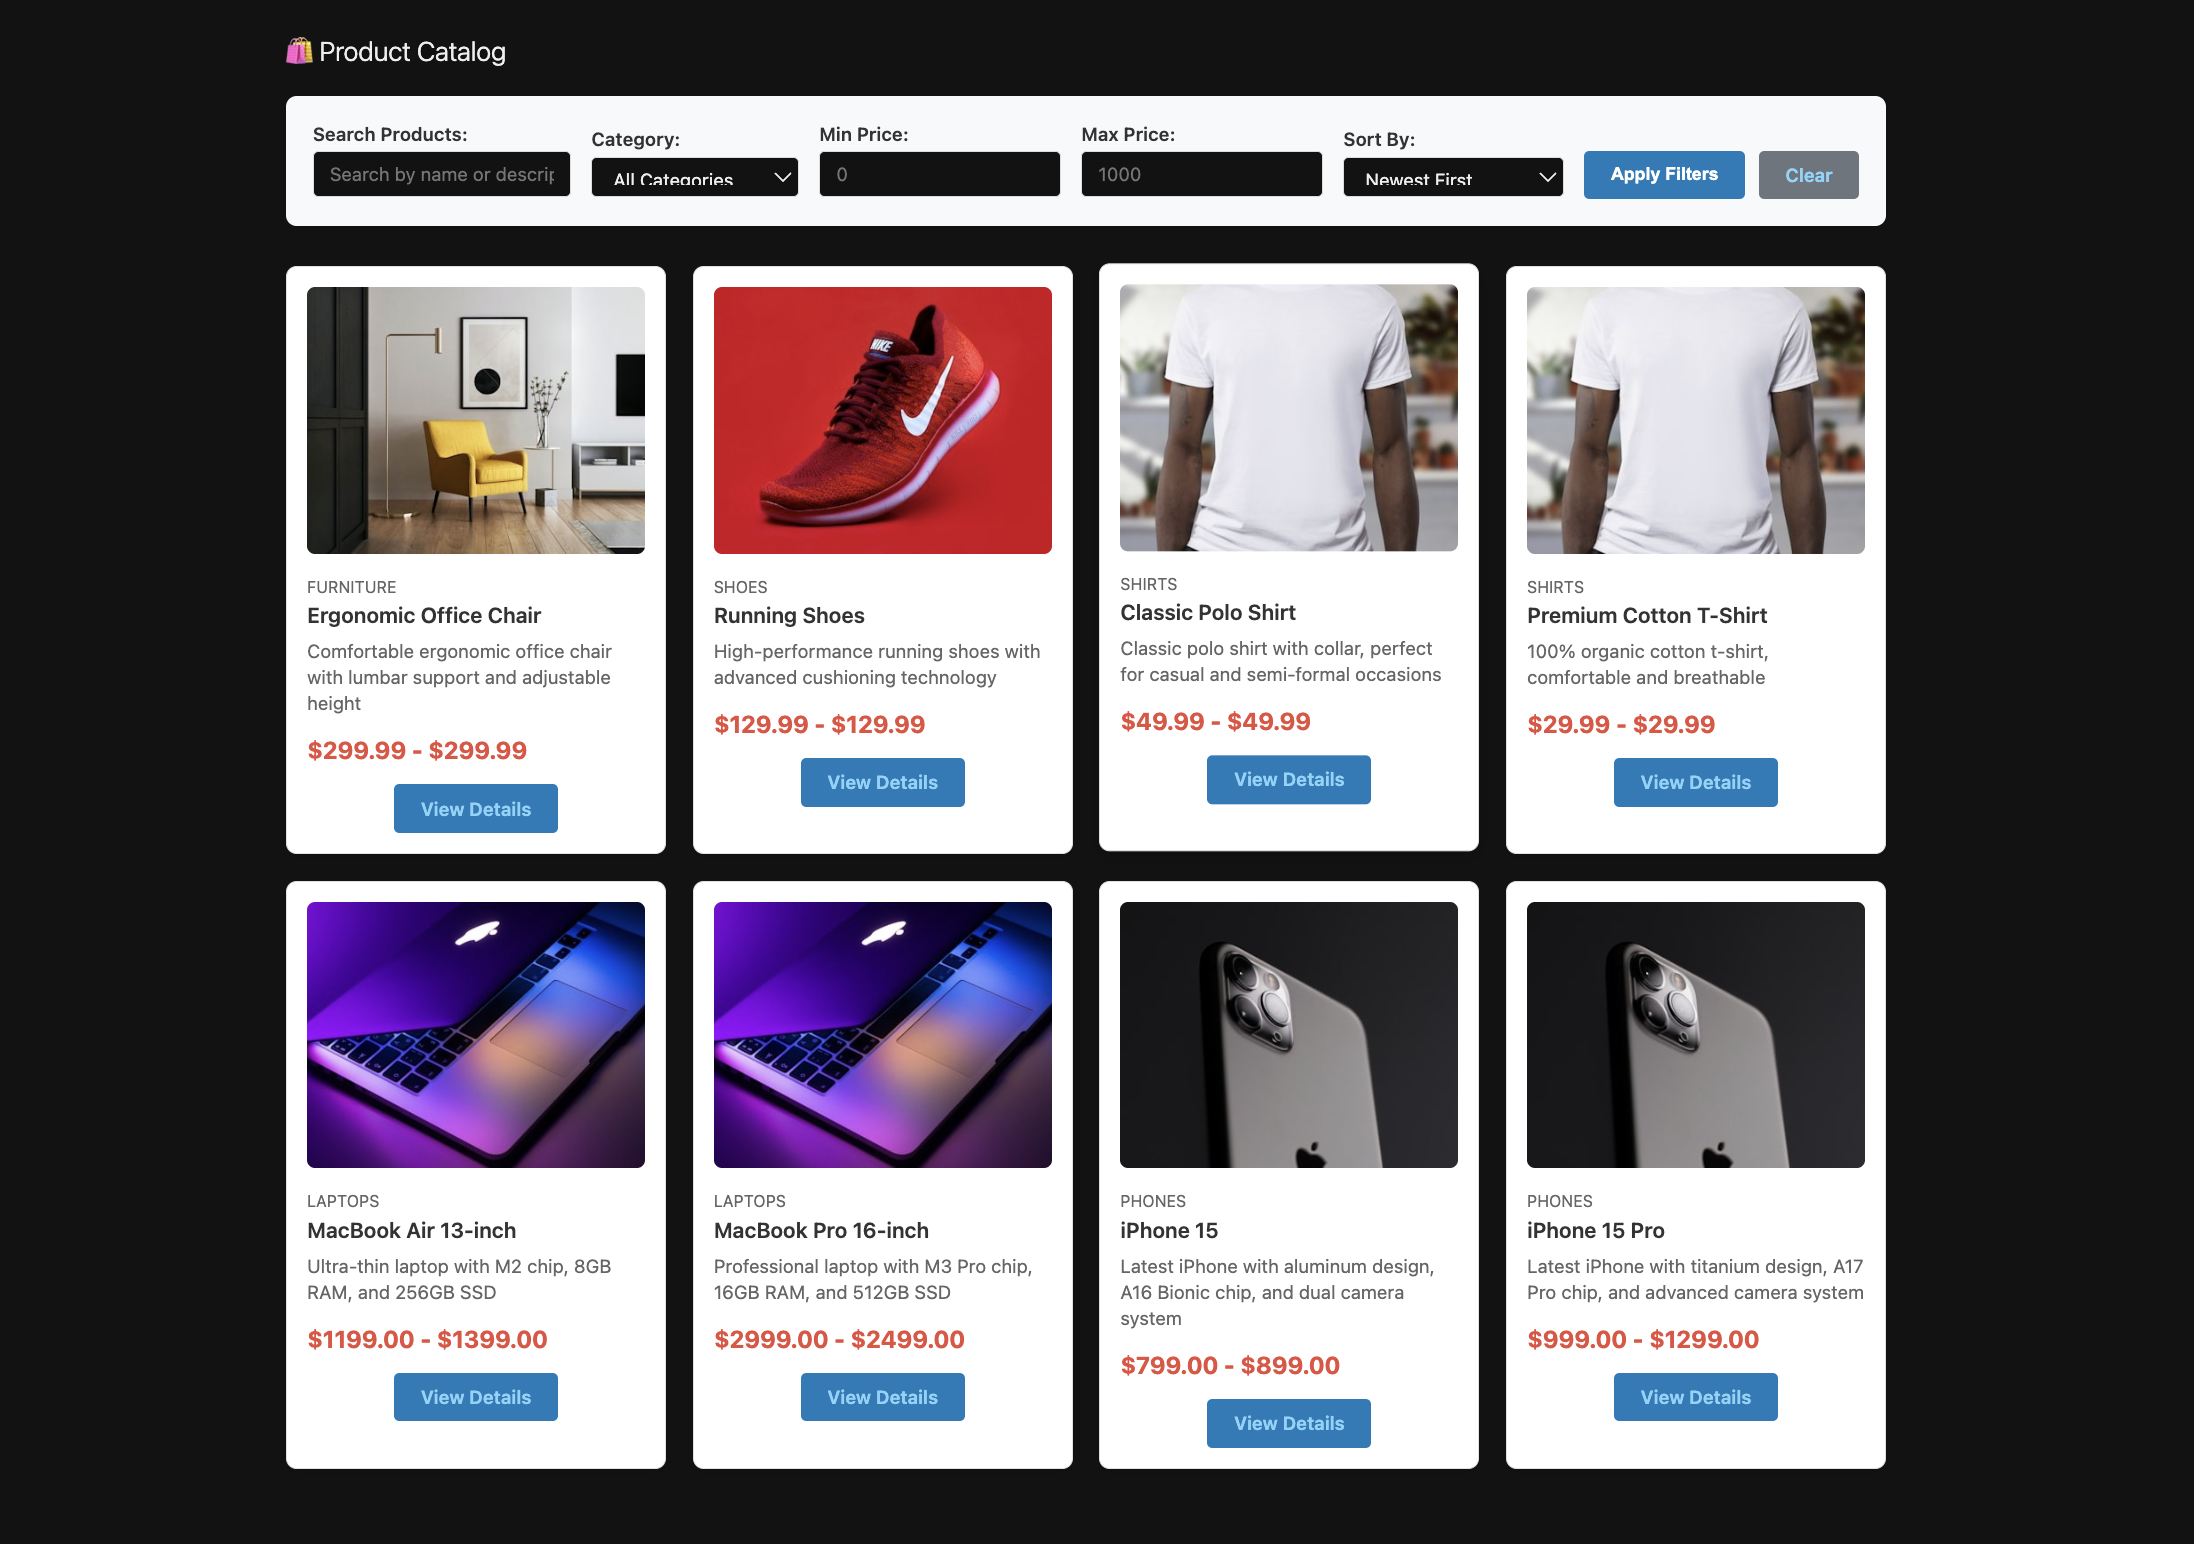 Product Catalog
Search Products:
Category:
Min Price:
Max Price:
Sort By:
Search by name or descrip
All Categories
0
1000
Newest First
Apply Filters
Clear
FURNITURE
Ergonomic Office Chair
Comfortable ergonomic office chair
with lumbar support and adjustable
height
$299.99 - $299.99
View Details
NIKE
SHOES
Running Shoes
High-performance running shoes with
advanced cushioning technology
$129.99 - $129.99
View Details
SHIRTS
Classic Polo Shirt
Classic polo shirt with collar, perfect
for casual and semi-formal occasions
$49.99 - $49.99
View Details
SHIRTS
Premium Cotton T-Shirt
100% organic cotton t-shirt,
comfortable and breathable
$29.99 - $29.99
View Details
LAPTOPS
MacBook Air 13-inch
Ultra-thin laptop with M2 chip, 8GB
RAM, and 256GB SSD
$1199.00 - $1399.00
View Details
LAPTOPS
MacBook Pro 16-inch
Professional laptop with M3 Pro chip,
16GB RAM, and 512GB SSD
$2999.00 - $2499.00
View Details
PHONES
iPhone 15
Latest iPhone with aluminum design,
A16 Bionic chip, and dual camera
system
$799.00 - $899.00
View Details
PHONES
iPhone 15 Pro
Latest iPhone with titanium design, A17
Pro chip, and advanced camera system
$999.00 - $1299.00
View Details